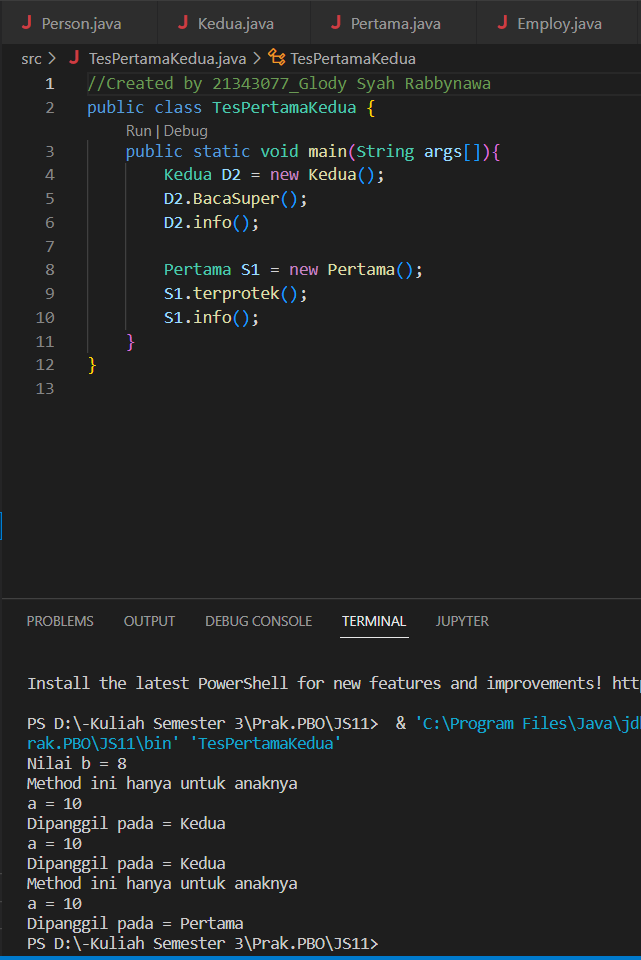 J Person.java J Kedua.java J Pertama.java J Employ.java
src > J TesPertamaKedua.java > TesPertamaKedua
1 //Created by 21343077_Glody Syah Rabbynawa
2 public class TesPertamaKedua {
Run | Debug
3 public static void main(String args[]){
4 Kedua D2 = new Kedua();
5 D2.BacaSuper();
6 D2.info();
7
8 Pertama S1 = new Pertama();
9 S1.terprotek();
10 S1.info();
11 }
12 }
13
PROBLEMS OUTPUT DEBUG CONSOLE TERMINAL JUPYTER
Install the latest PowerShell for new features and improvements! htt
PS D:\-Kuliah Semester 3\Prak.PBO\JS11> & 'C:\Program Files\Java\jd
rak.PBO\JS11\bin' 'TesPertamaKedua'
Nilai b = 8
Method ini hanya untuk anaknya
a = 10
Dipanggil pada = Kedua
a = 10
Dipanggil pada = Kedua
Method ini hanya untuk anaknya
a = 10
Dipanggil pada = Pertama
PS D:\-Kuliah Semester 3\Prak.PBO\JS11>